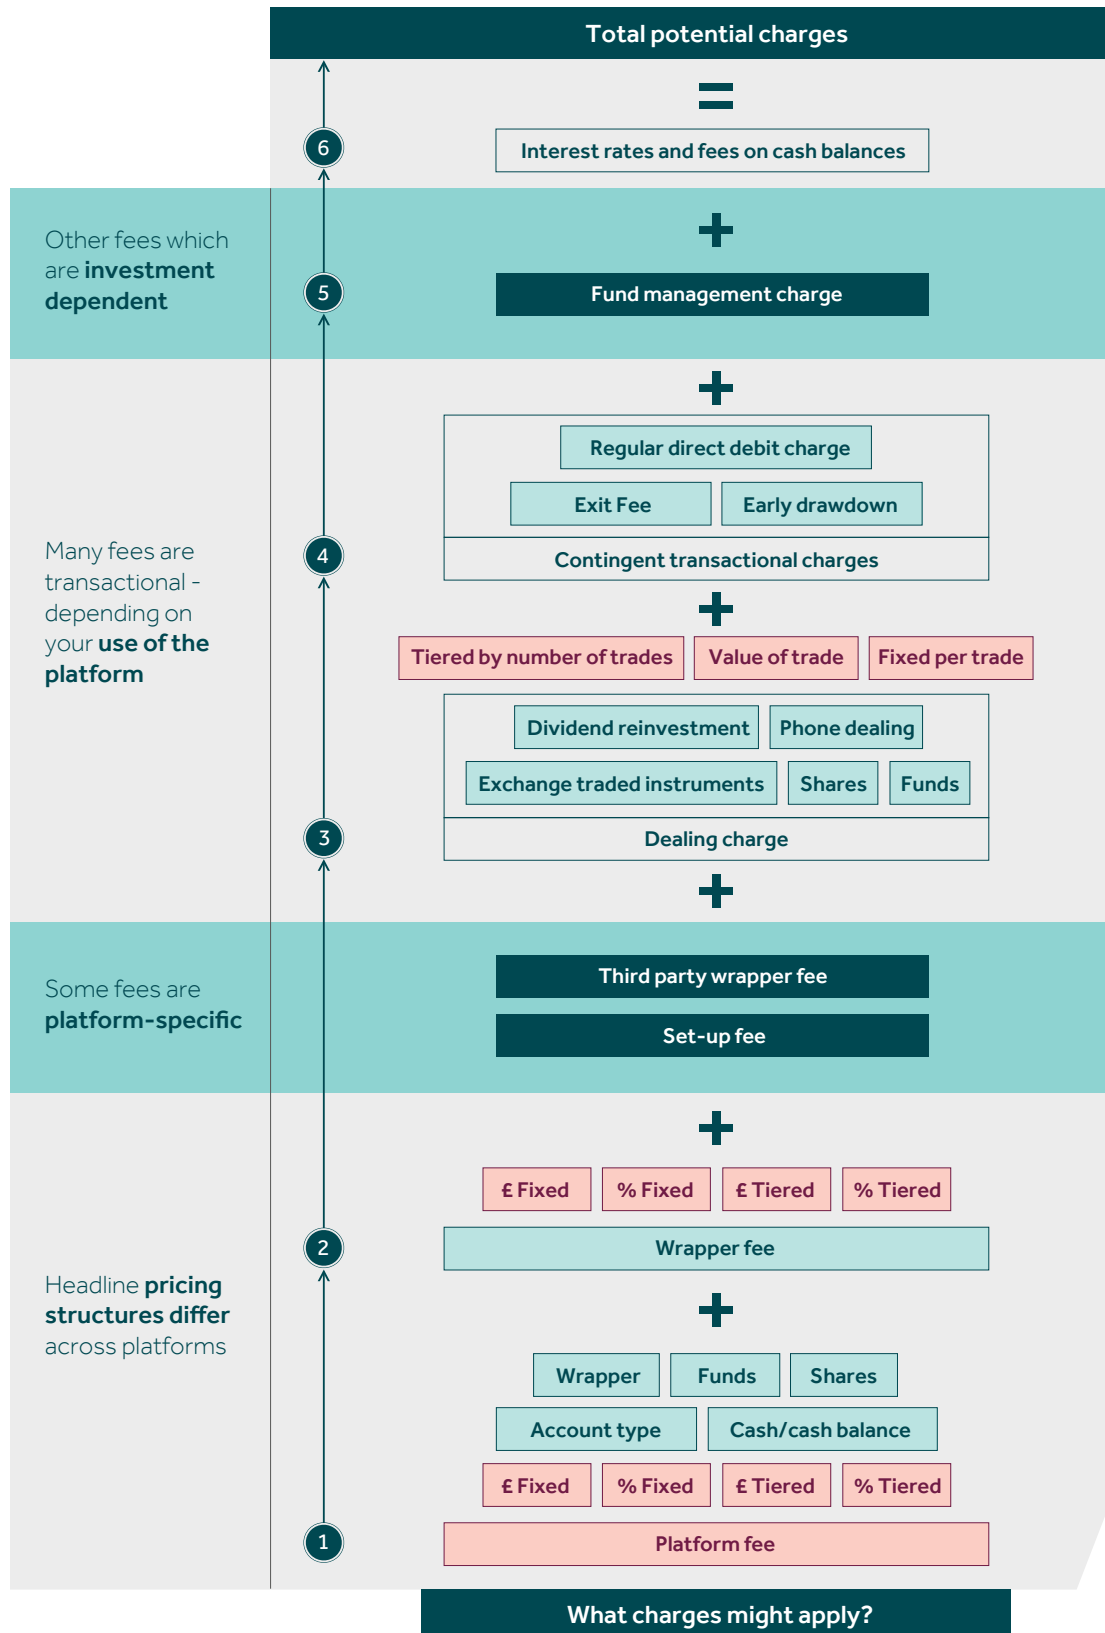 Total potential charges
=
6
Interest rates and fees on cash balances
+
Other fees which
are investment
dependent
5
Fund management charge
+
Regular direct debit charge
Exit Fee
Early drawdown
Many fees are
transactional -
depending on
your use of the
platform
4
Contingent transactional charges
+
Tiered by number of trades
Value of trade
Fixed per trade
Dividend reinvestment
Phone dealing
Exchange traded instruments
Shares
Funds
3
Dealing charge
+
Some fees are
platform-specific
Third party wrapper fee
Set-up fee
+
£ Fixed
% Fixed
£ Tiered
% Tiered
2
Wrapper fee
Headline pricing
structures differ
across platforms
+
Wrapper
Funds
Shares
Account type
Cash/cash balance
£ Fixed
% Fixed
£ Tiered
% Tiered
1
Platform fee
What charges might apply?